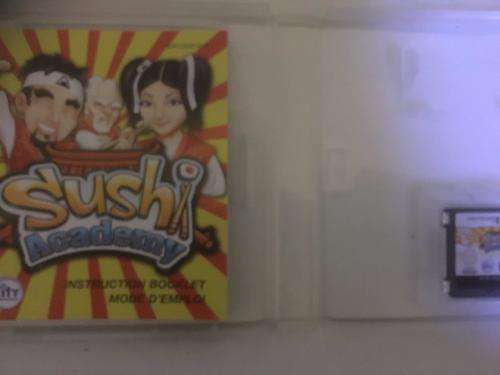 Sushi
Academy
INSTRUCTION BOOKLET
MODE D'EMPLOI